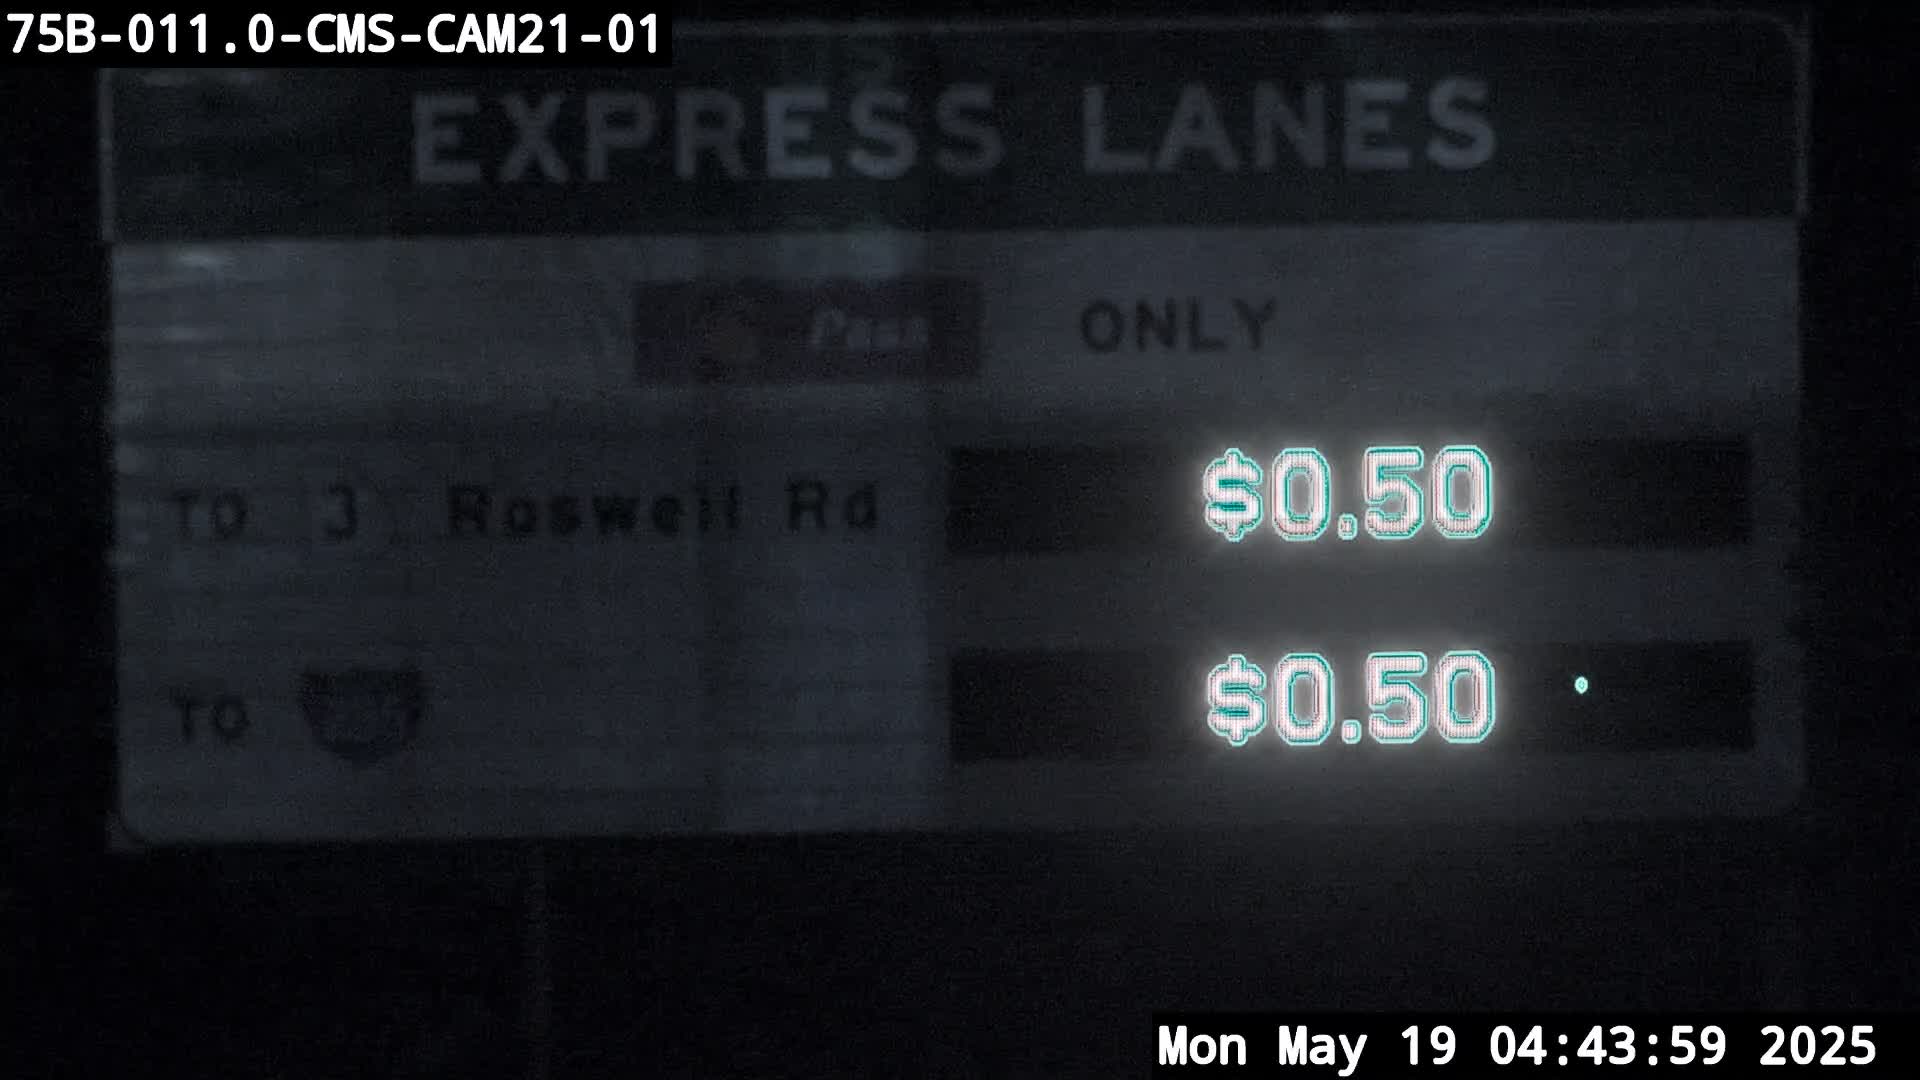 75B-011.0-CMS-CAM21-01
EXPRESS LANES
Pass ONLY
TO 3 Roswell Rd $0.50
TO $0.50
Mon May 19 04:43:59 2025